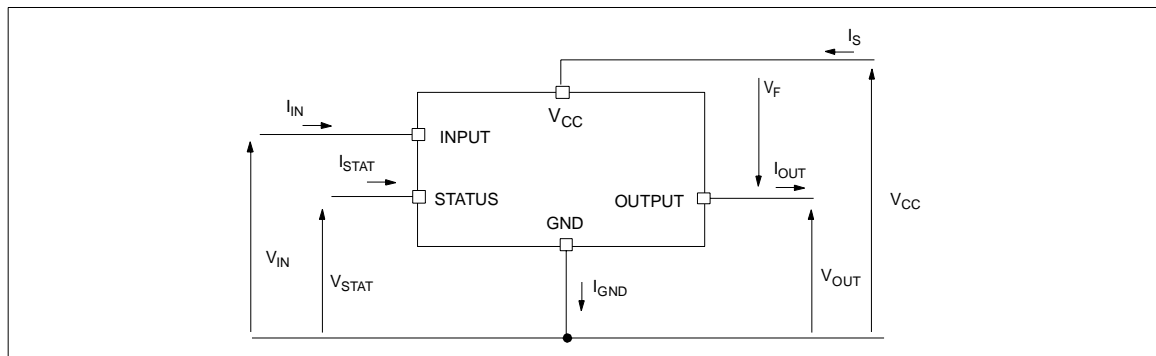 I_S
V_F
V_CC
I_IN
INPUT
I_STAT
I_OUT
STATUS
OUTPUT
V_CC
GND
V_IN
V_STAT
I_GND
V_OUT